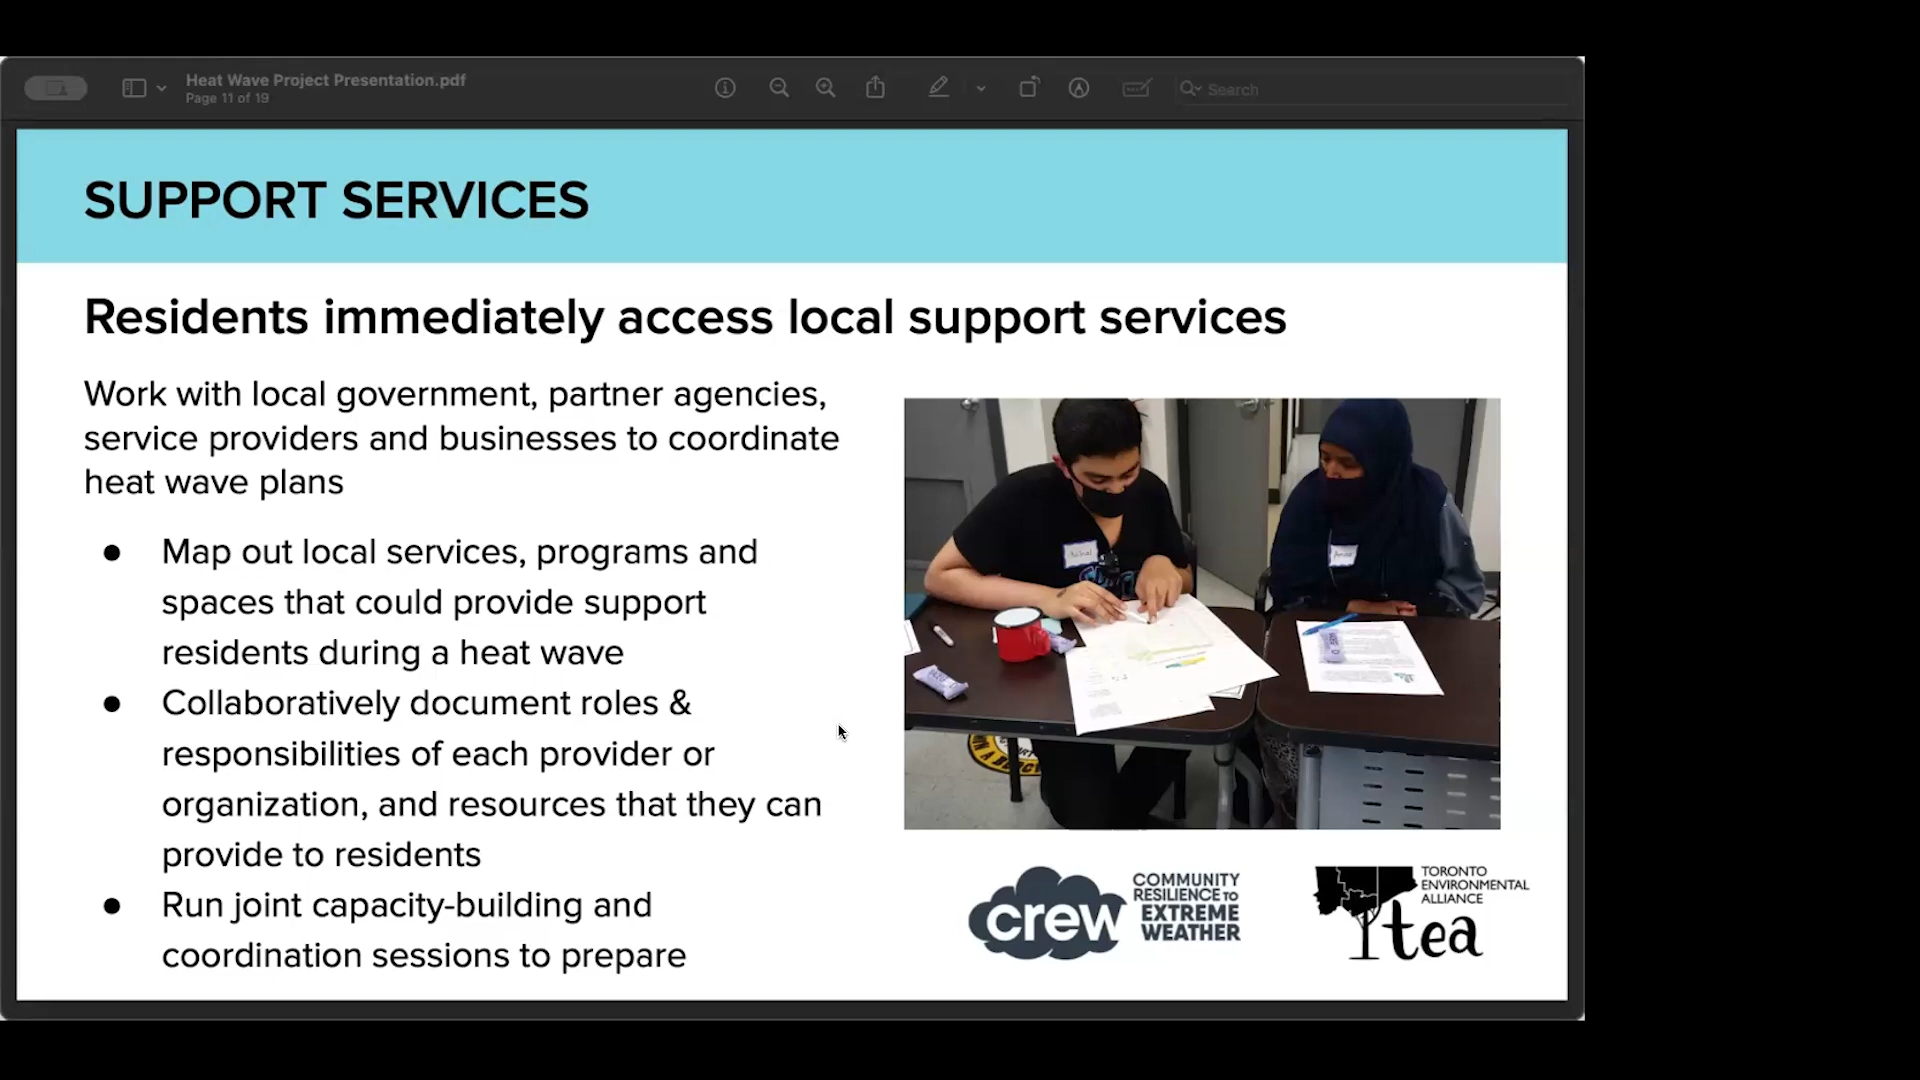 Heat Wave Project Presentation.pdf
Page 11 of 19
Search
SUPPORT SERVICES
Residents immediately access local support services
Work with local government, partner agencies,
service providers and businesses to coordinate
heat wave plans
● Map out local services, programs and
spaces that could provide support
residents during a heat wave
● Collaboratively document roles &
responsibilities of each provider or
organization, and resources that they can
provide to residents
● Run joint capacity-building and
coordination sessions to prepare
crew
COMMUNITY
RESILIENCE TO
EXTREME
WEATHER
TORONTO
ENVIRONMENTAL
ALLIANCE
tea